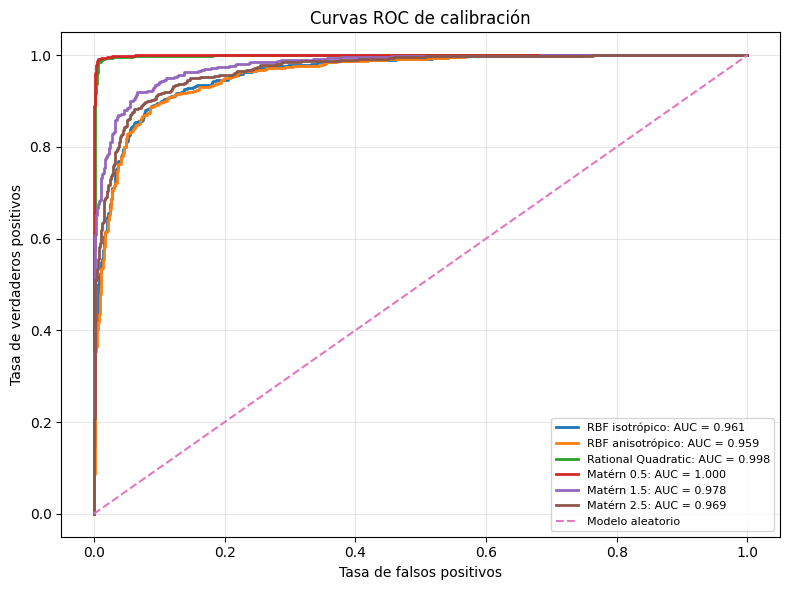 Curvas ROC de calibración
Tasa de verdaderos positivos
1.0
0.8
0.6
0.4
0.2
0.0
0.0 0.2 0.4 0.6 0.8 1.0
Tasa de falsos positivos
RBF isotrópico: AUC = 0.961
RBF anisotrópico: AUC = 0.959
Rational Quadratic: AUC = 0.998
Matérn 0.5: AUC = 1.000
Matérn 1.5: AUC = 0.978
Matérn 2.5: AUC = 0.969
Modelo aleatorio